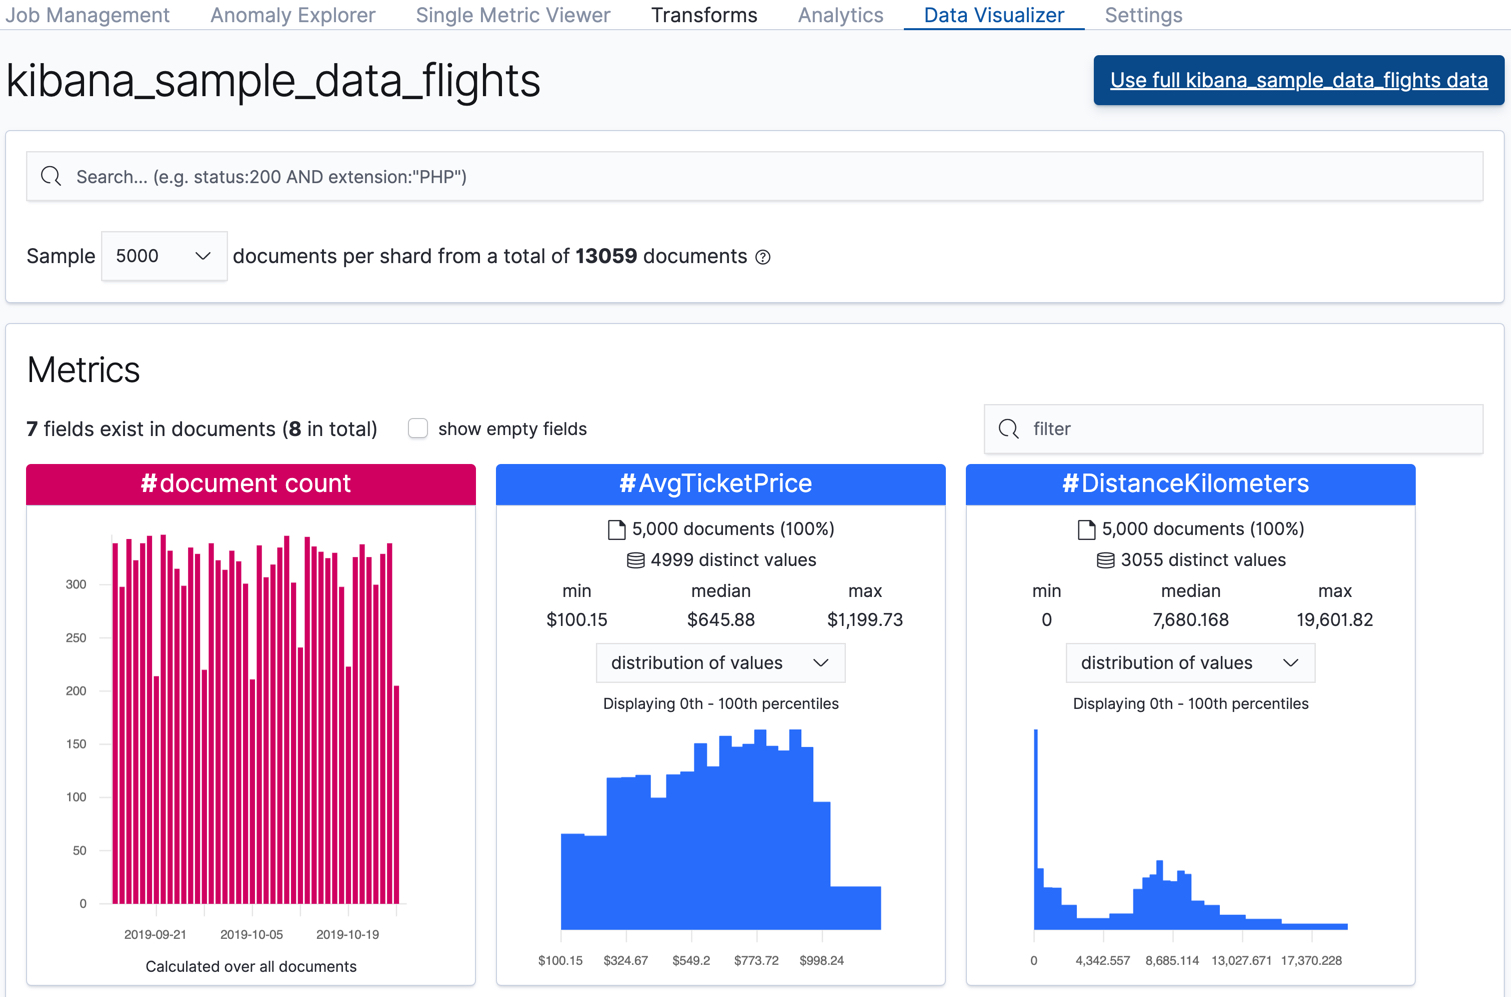 Job Management Anomaly Explorer Single Metric Viewer Transforms Analytics Data Visualizer Settings
kibana_sample_data_flights
Use full kibana_sample_data_flights data
Search... (e.g. status:200 AND extension:"PHP")
Sample 5000 documents per shard from a total of 13059 documents
Metrics
7 fields exist in documents (8 in total) show empty fields
filter
#document count
300
250
200
150
100
50
0
2019-09-21 2019-10-05 2019-10-19
Calculated over all documents
#AvgTicketPrice
5,000 documents (100%)
4999 distinct values
min median max
$100.15 $645.88 $1,199.73
distribution of values
Displaying 0th - 100th percentiles
$100.15 $324.67 $549.2 $773.72 $998.24
#DistanceKilometers
5,000 documents (100%)
3055 distinct values
min median max
0 7,680.168 19,601.82
distribution of values
Displaying 0th - 100th percentiles
0 4,342.557 8,685.114 13,027.671 17,370.228